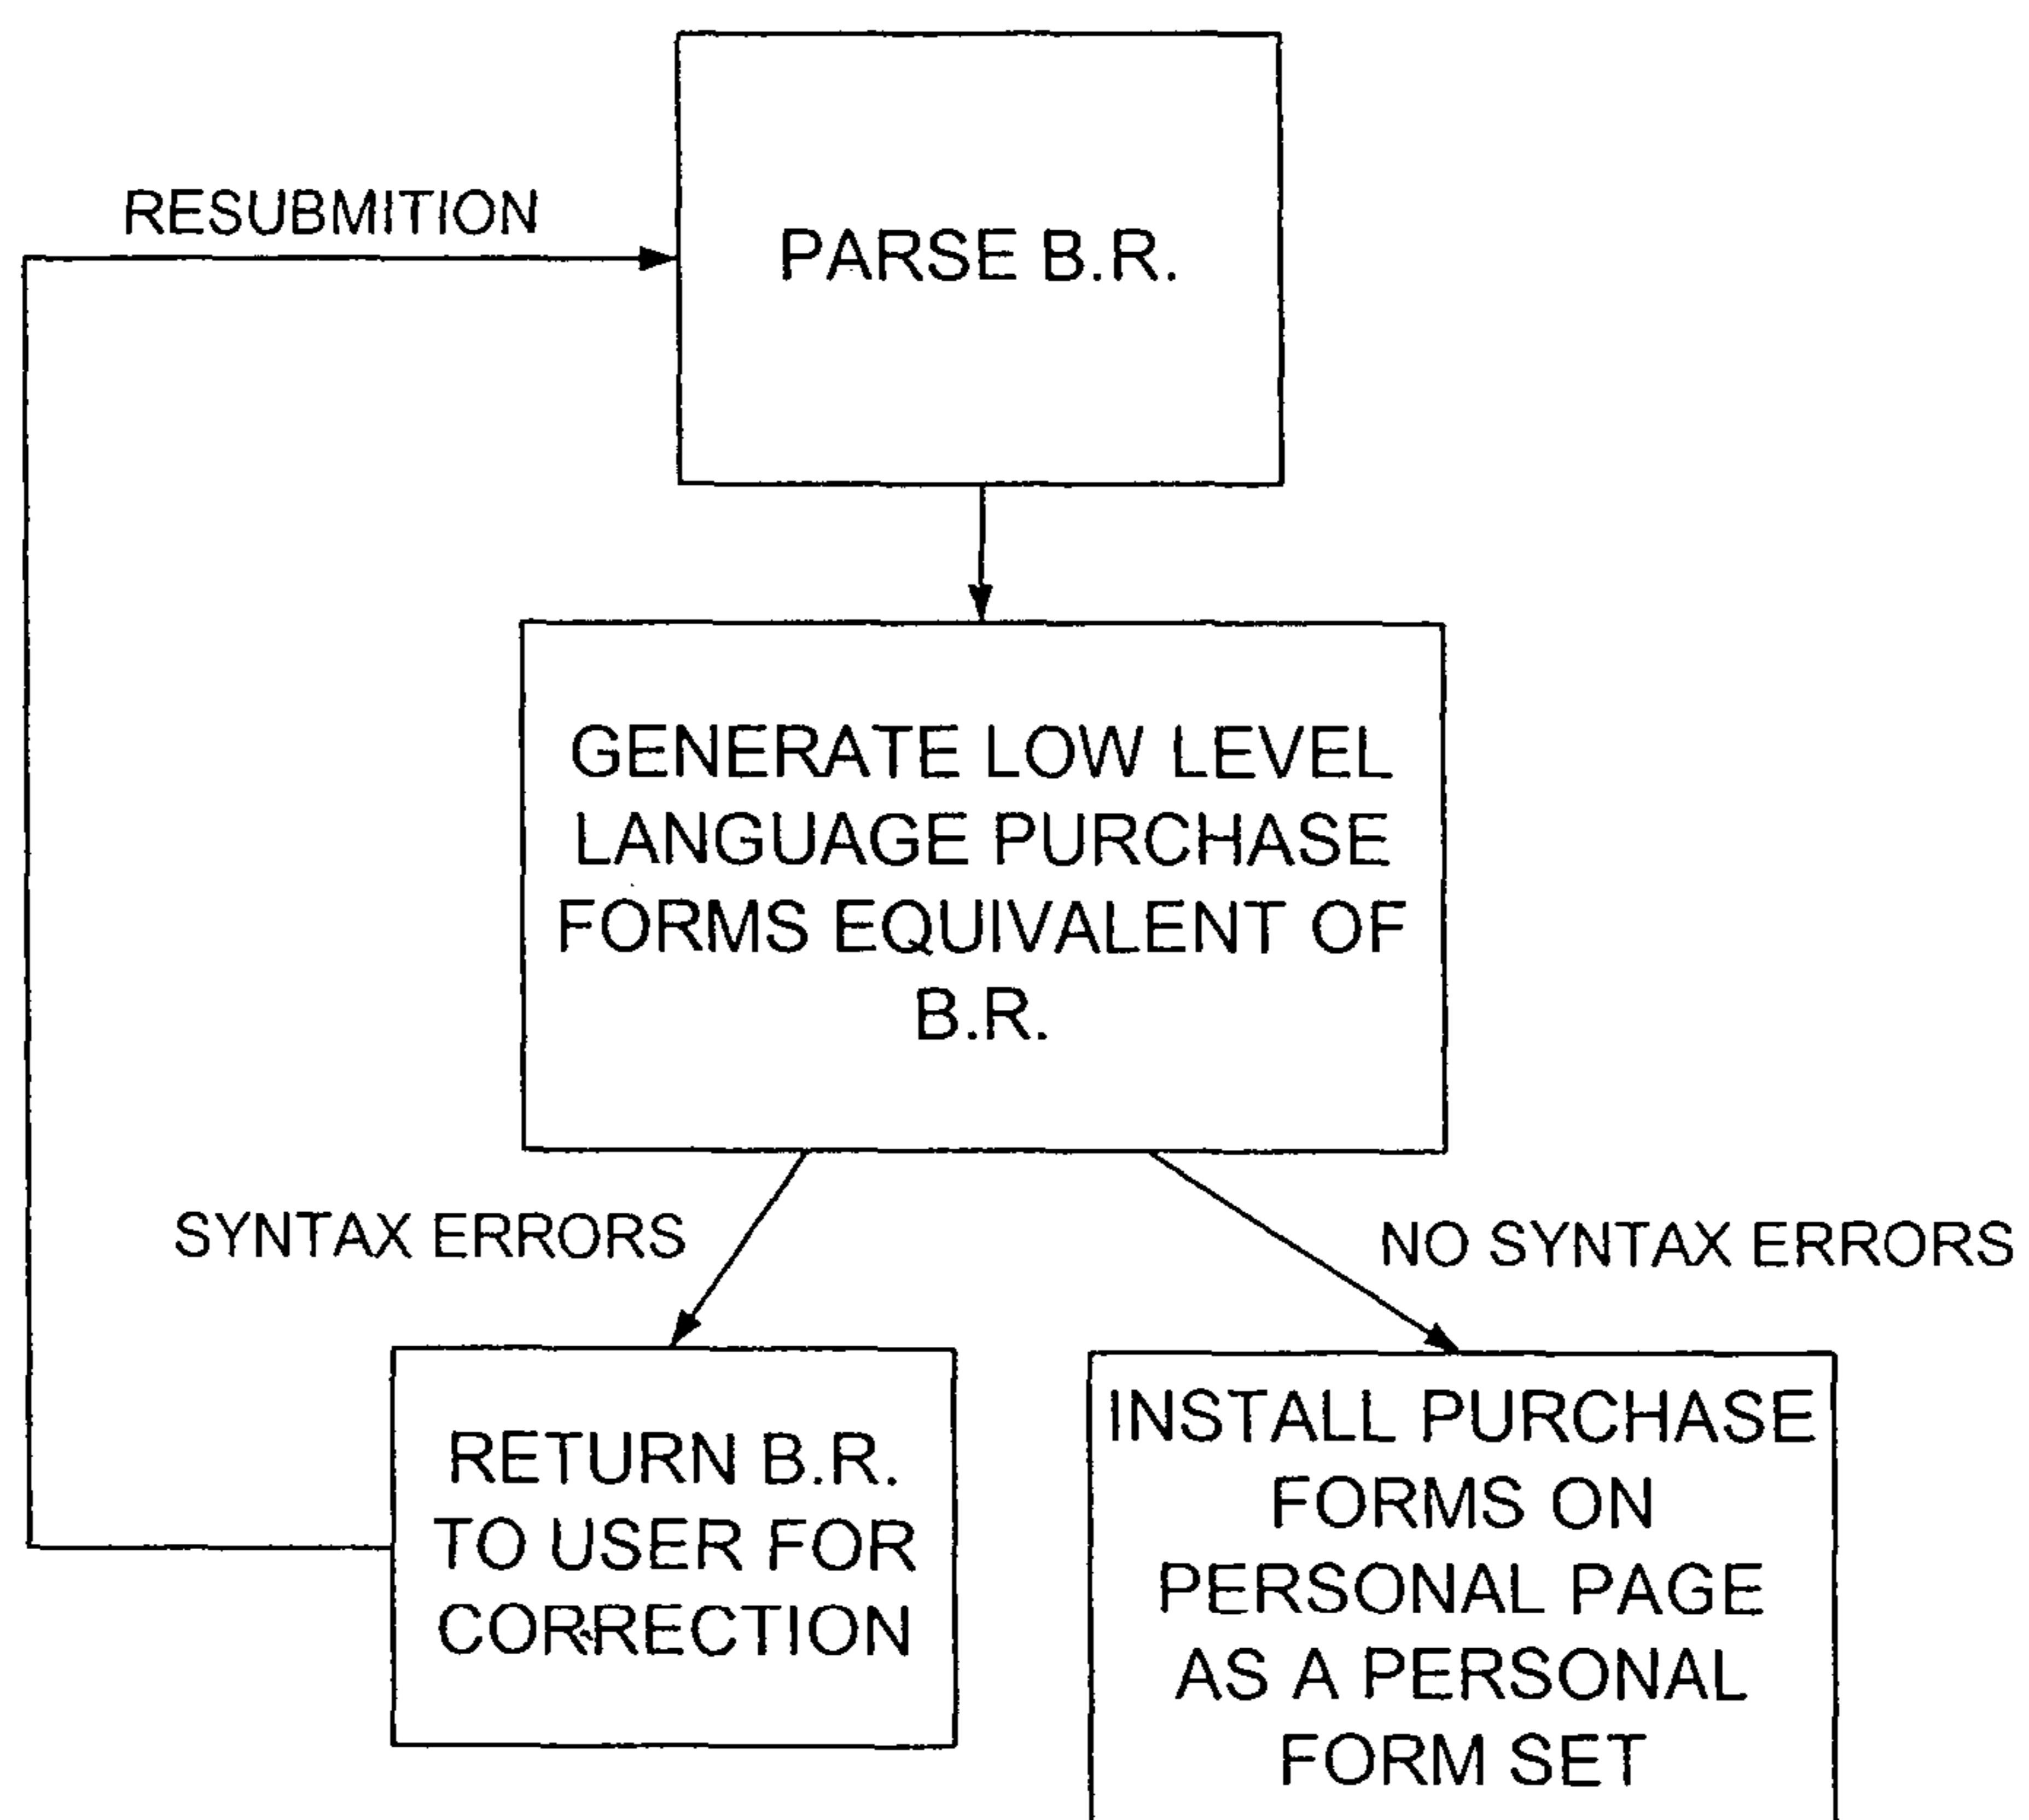 RESUBMITION
PARSE B.R.
GENERATE LOW LEVEL
LANGUAGE PURCHASE
FORMS EQUIVALENT OF
B.R.
SYNTAX ERRORS
NO SYNTAX ERRORS
RETURN B.R.
TO USER FOR
CORRECTION
INSTALL PURCHASE
FORMS ON
PERSONAL PAGE
AS A PERSONAL
FORM SET